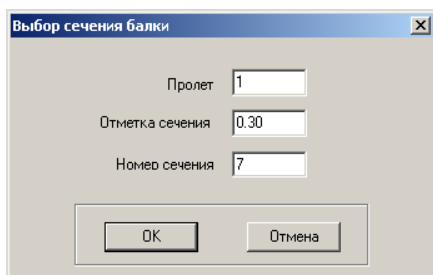 Выбор сечения балки
Пролет 1
Отметка сечения 0.30
Номер сечения 7
OK Отмена